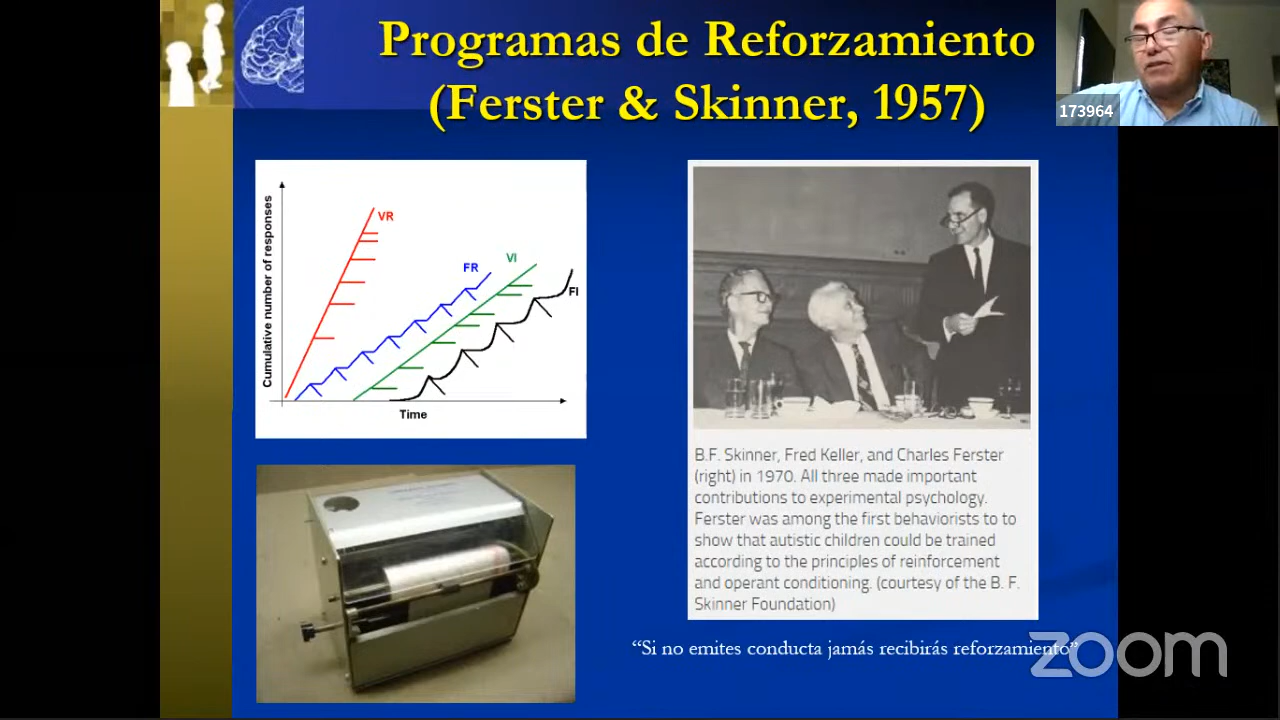 Programas de Reforzamiento
(Ferster & Skinner, 1957)
173964
Cumulative number of responses
VR
FR
VI
FI
Time
B.F. Skinner, Fred Keller, and Charles Ferster
(right) in 1970. All three made important
contributions to experimental psychology.
Ferster was among the first behaviorists to to
show that autistic children could be trained
according to the principles of reinforcement
and operant conditioning. (courtesy of the B. F.
Skinner Foundation)
“Si no emites conducta jamás recibirás reforzamiento”
zoom